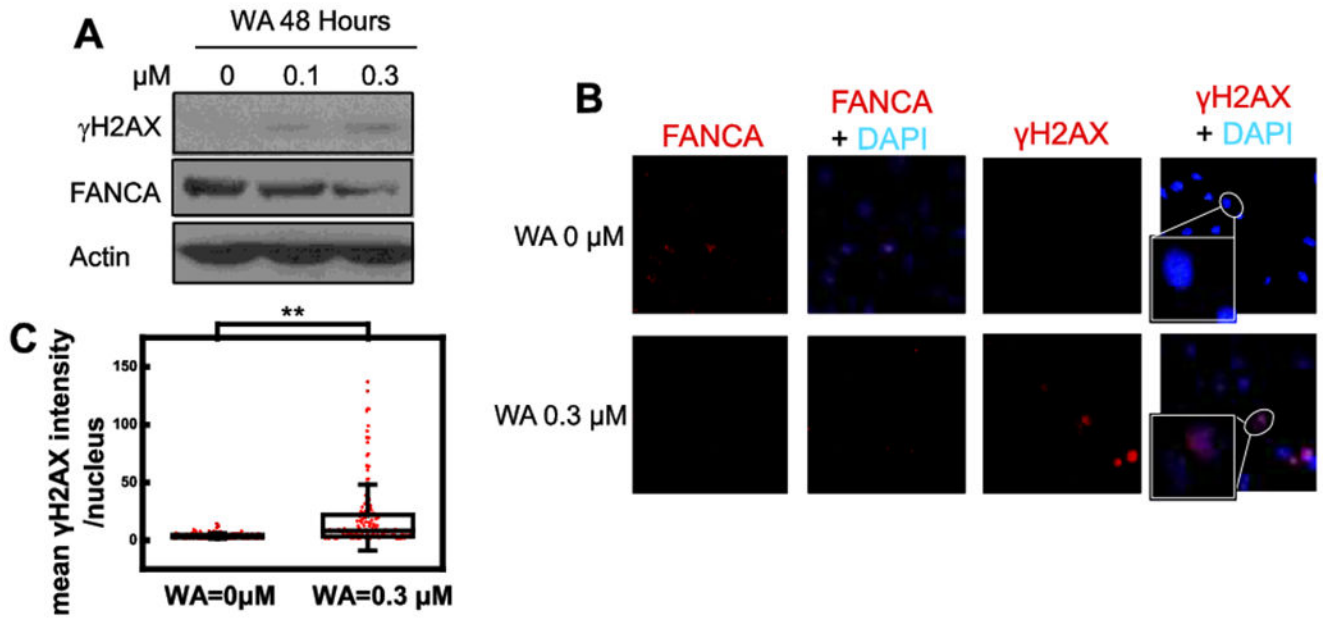 A
WA 48 Hours
µM 0 0.1 0.3
γH2AX
FANCA
Actin
B
FANCA
FANCA
+ DAPI
γH2AX
γH2AX
+ DAPI
WA 0 µM
WA 0.3 µM
C
**
mean γH2AX intensity
/nucleus
150
100
50
0
WA=0µM
WA=0.3 µM